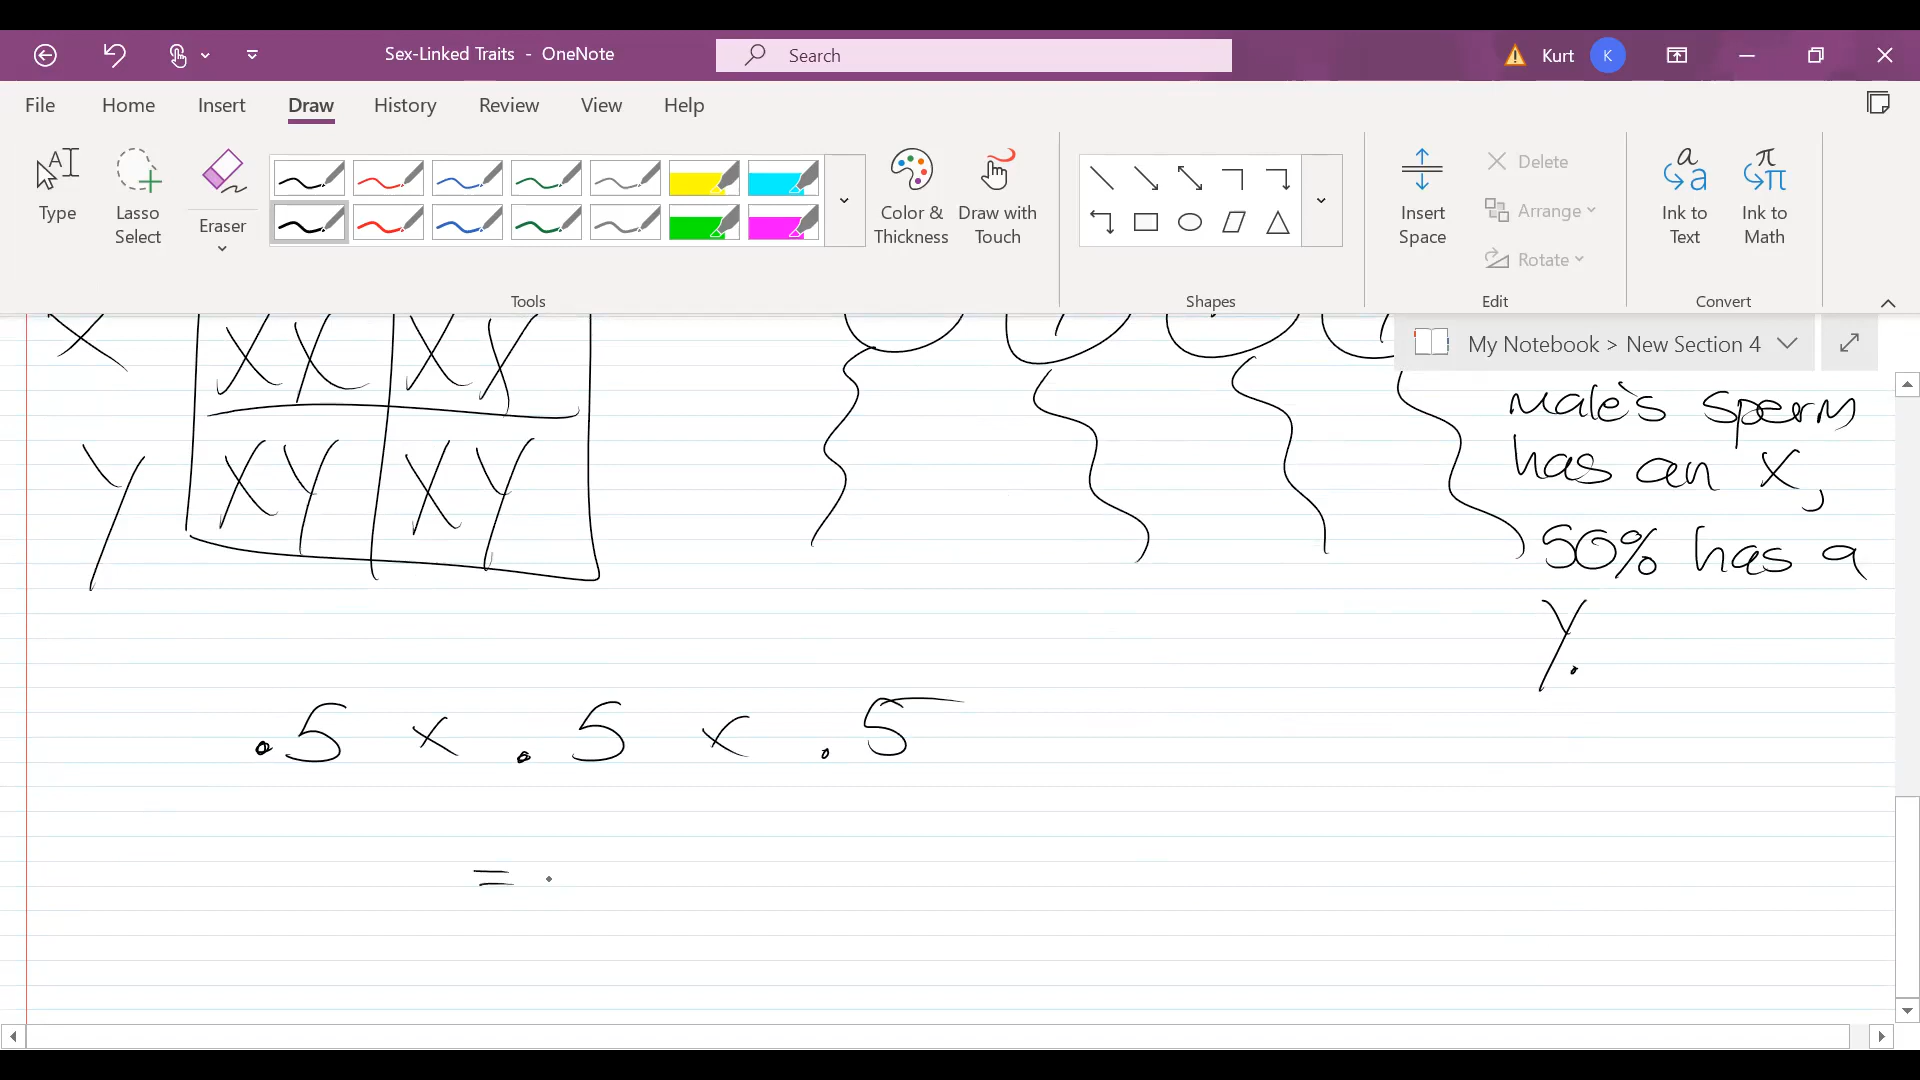 Sex-Linked Traits - OneNote
Search
Kurt
K
File Home Insert Draw History Review View Help
Type
Lasso Select
Eraser
Color & Thickness
Draw with Touch
Insert Space
Delete
Arrange
Rotate
Ink to Text
Ink to Math
Tools
Shapes
Edit
Convert
My Notebook > New Section 4
X XX XX
Y XY XY
Male's sperm
has an X,
50% has a
Y.
.5 x .5 x .5
= .